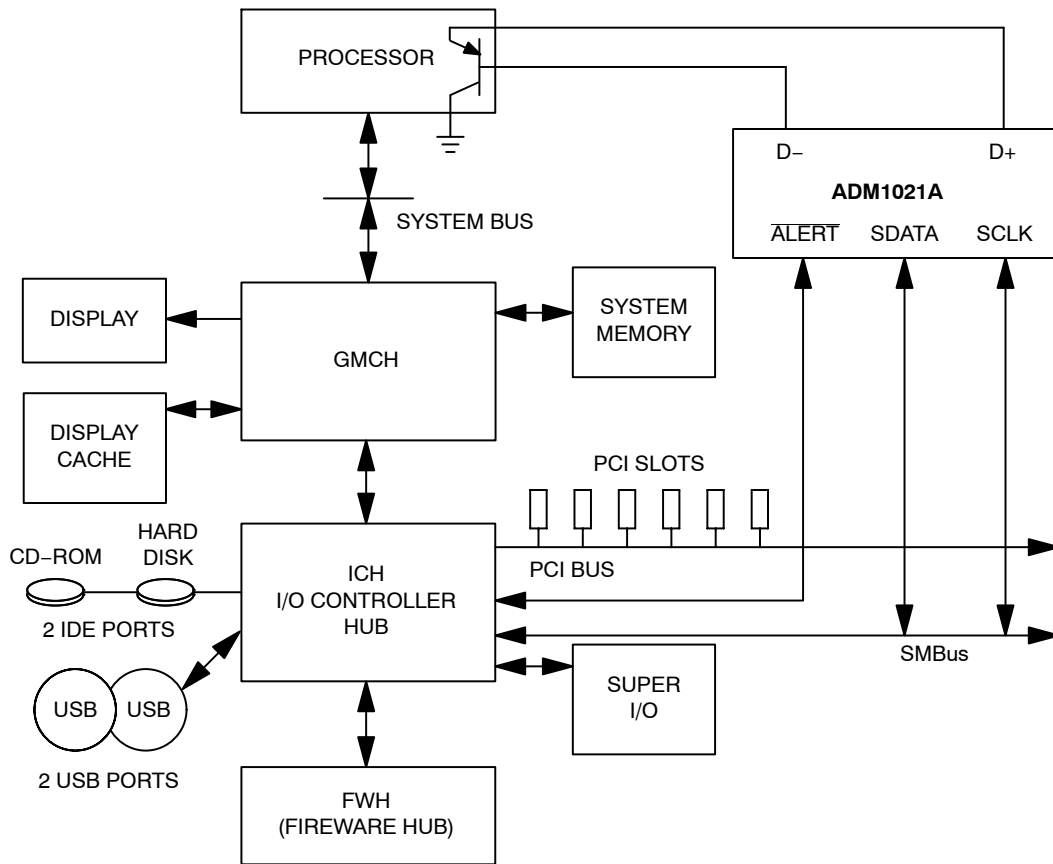 PROCESSOR
D−
D+
ADM1021A
ALERT
SDATA
SCLK
SYSTEM BUS
DISPLAY
GMCH
SYSTEM
MEMORY
DISPLAY
CACHE
PCI SLOTS
HARD
DISK
CD−ROM
ICH
I/O CONTROLLER
HUB
PCI BUS
2 IDE PORTS
SMBus
USB
USB
SUPER
I/O
2 USB PORTS
FWH
(FIREWARE HUB)